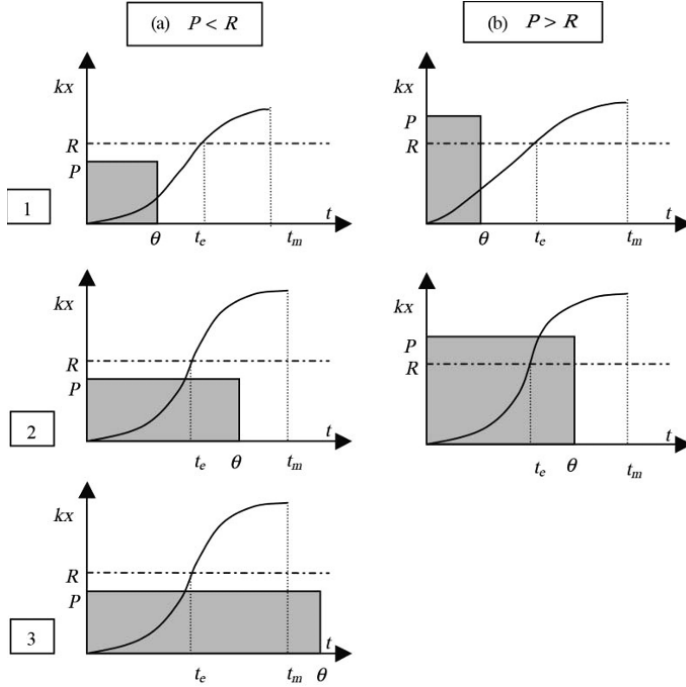 (a) P < R
(b) P > R
kx
R
P
1
θ
t_e
t_m
t
kx
P
R
θ
t_e
t_m
t
kx
R
P
2
t_e
θ
t_m
t
kx
P
R
t_e
θ
t_m
t
kx
R
P
3
t_e
t_m
θ
t